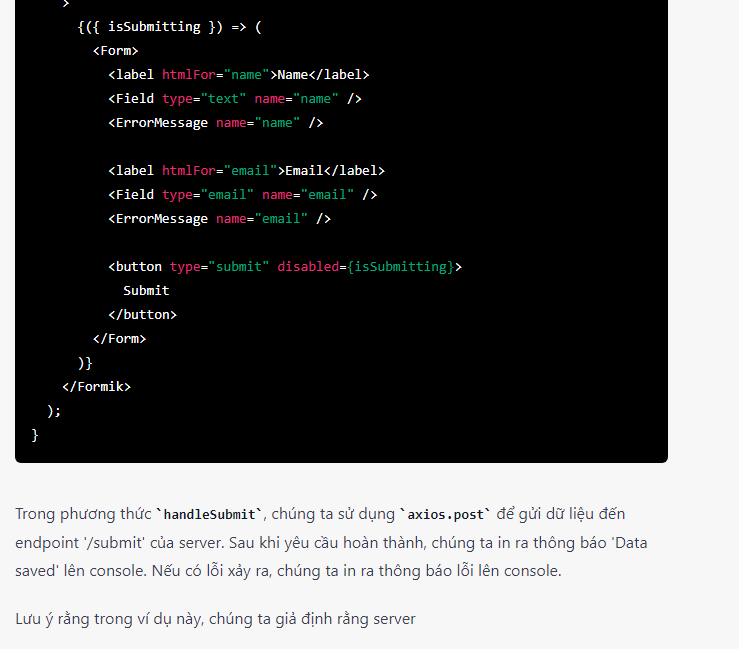 >
{({ isSubmitting }) => (
<Form>
<label htmlFor="name">Name</label>
<Field type="text" name="name" />
<ErrorMessage name="name" />
<label htmlFor="email">Email</label>
<Field type="email" name="email" />
<ErrorMessage name="email" />
<button type="submit" disabled={isSubmitting}>
Submit
</button>
</Form>
)}
</Formik>
);
}
Trong phương thức `handleSubmit`, chúng ta sử dụng `axios.post` để gửi dữ liệu đến
endpoint '/submit' của server. Sau khi yêu cầu hoàn thành, chúng ta in ra thông báo 'Data
saved' lên console. Nếu có lỗi xảy ra, chúng ta in ra thông báo lỗi lên console.
Lưu ý rằng trong ví dụ này, chúng ta giả định rằng server